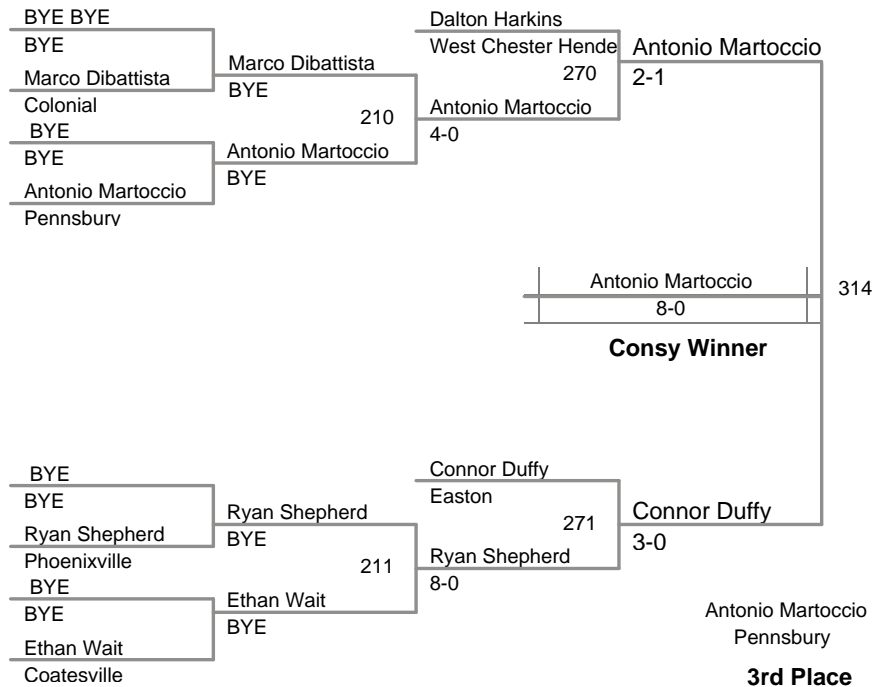 BYE BYE
BYE
Marco Dibattista
Colonial
BYE
BYE
Antonio Martoccio
Pennsbury
Marco Dibattista
BYE
210
Antonio Martoccio
BYE
Dalton Harkins
West Chester Hende
270
Antonio Martoccio
4-0
Antonio Martoccio
2-1
314
Antonio Martoccio
8-0
Consy Winner
BYE
BYE
Ryan Shepherd
Phoenixville
BYE
BYE
Ethan Wait
Coatesville
Ryan Shepherd
BYE
211
Ethan Wait
BYE
Connor Duffy
Easton
271
Ryan Shepherd
8-0
Connor Duffy
3-0
Antonio Martoccio
Pennsbury
3rd Place